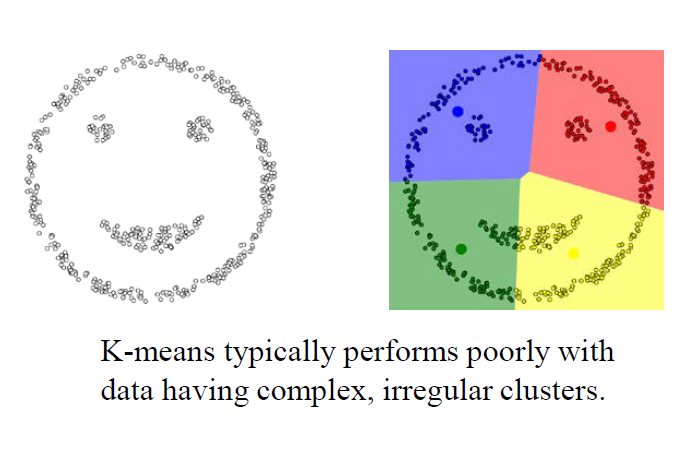 K-means typically performs poorly with
data having complex, irregular clusters.